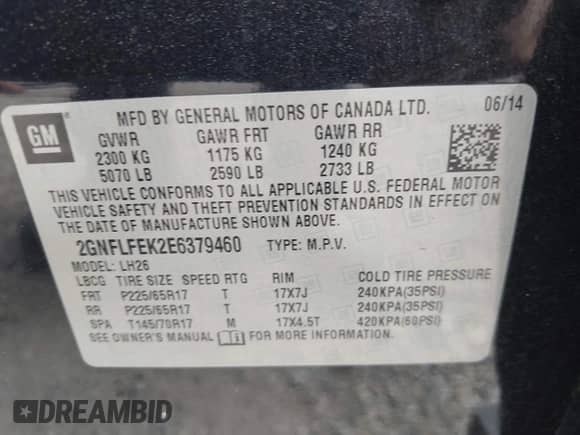 MFD BY GENERAL MOTORS OF CANADA LTD. 06/14
GM
GVWR GAWR FRT GAWR RR
2300 KG 1175 KG 1240 KG
5070 LB 2590 LB 2733 LB
THIS VEHICLE CONFORMS TO ALL APPLICABLE U.S. FEDERAL MOTOR
VEHICLE SAFETY AND THEFT PREVENTION STANDARDS IN EFFECT ON
THE DATE OF MANUFACTURE SHOWN ABOVE.
2GNFLFEK2E6379460 TYPE: M.P.V.
MODEL: LH26
LBCG TIRE SIZE SPEED RTG RIM COLD TIRE PRESSURE
FRT P225/65R17 T 17X7J 240KPA(35PSI)
RR P225/65R17 T 17X7J 240KPA(35PSI)
SPA T145/70R17 M 17X4.5T 420KPA(60PSI)
SEE OWNER'S MANUAL FOR MORE INFORMATION.
DREAMBID